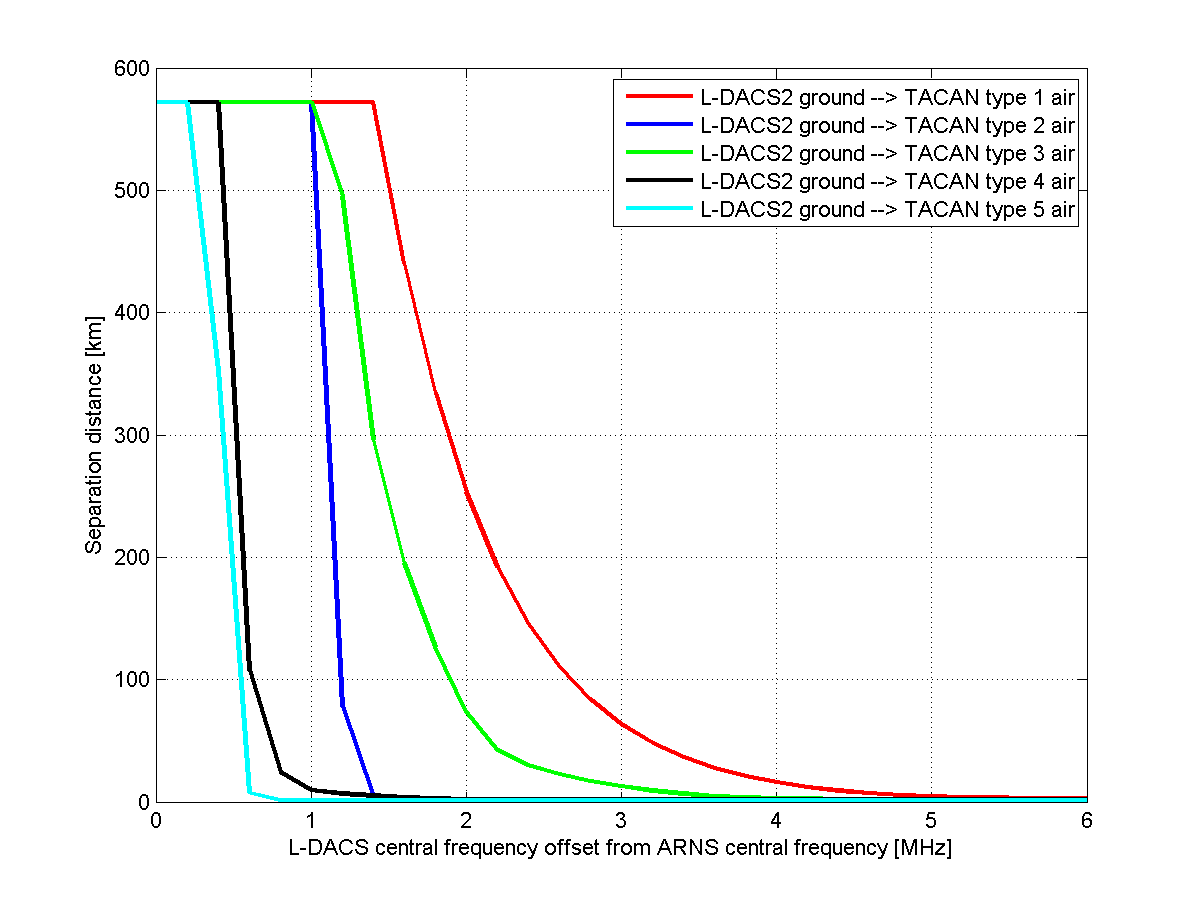 600
500
400
300
200
100
0
Separation distance [km]
L-DACS2 ground --> TACAN type 1 air
L-DACS2 ground --> TACAN type 2 air
L-DACS2 ground --> TACAN type 3 air
L-DACS2 ground --> TACAN type 4 air
L-DACS2 ground --> TACAN type 5 air
0 1 2 3 4 5 6
L-DACS central frequency offset from ARNS central frequency [MHz]